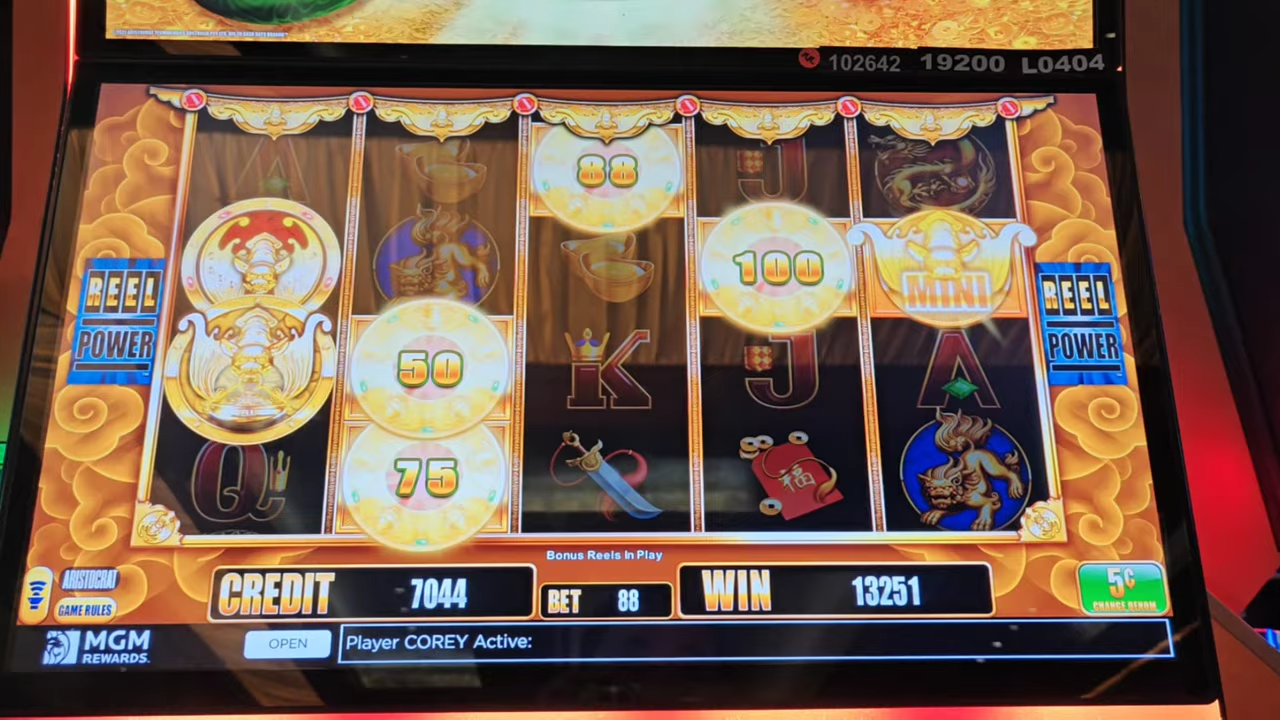 102642 19200 L0404
A
J
88
REEL
POWER
100
MINI
REEL
POWER
50
K
J
A
75
Q
福
Bonus Reels In Play
ARISTOCRAT
GAME RULES
CREDIT 7044
BET 88
WIN 13251
5¢
CHANGE DENOM
MGM
REWARDS.
OPEN
Player COREY Active: